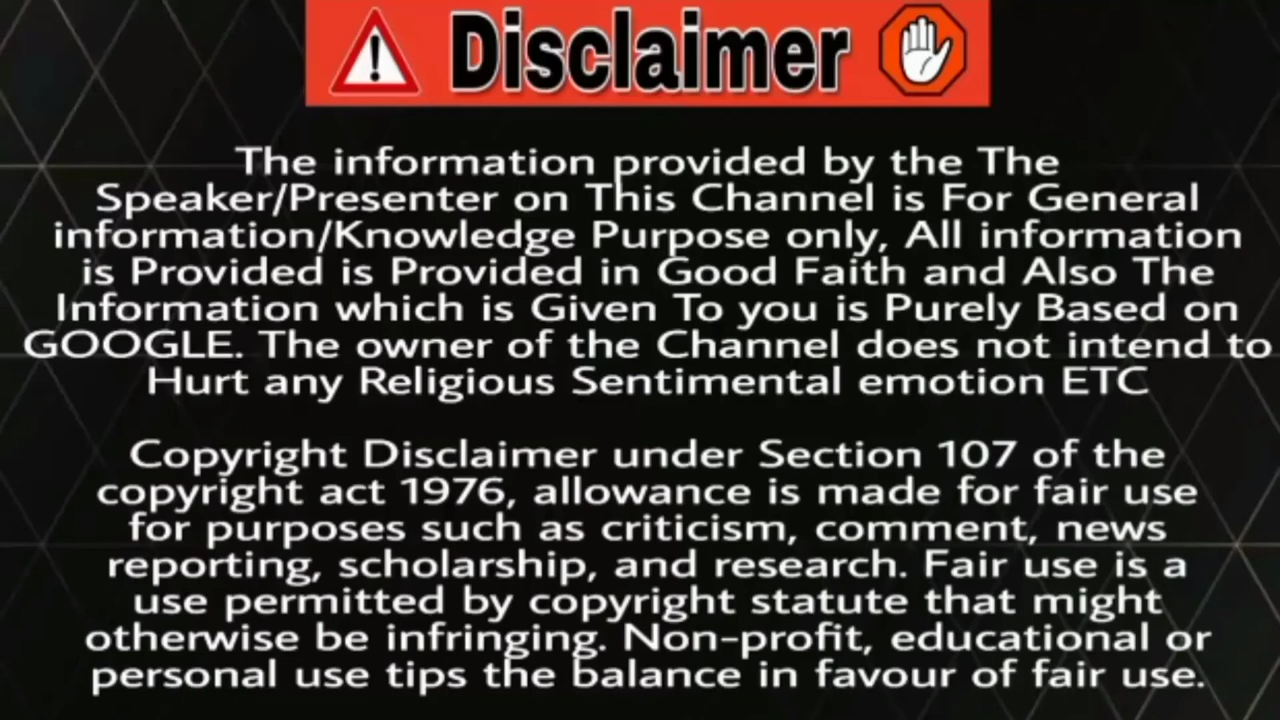 Disclaimer
The information provided by the The
Speaker/Presenter on This Channel is For General
information/Knowledge Purpose only, All information
is Provided is Provided in Good Faith and Also The
Information which is Given To you is Purely Based on
GOOGLE. The owner of the Channel does not intend to
Hurt any Religious Sentimental emotion ETC
Copyright Disclaimer under Section 107 of the
copyright act 1976, allowance is made for fair use
for purposes such as criticism, comment, news
reporting, scholarship, and research. Fair use is a
use permitted by copyright statute that might
otherwise be infringing. Non-profit, educational or
personal use tips the balance in favour of fair use.